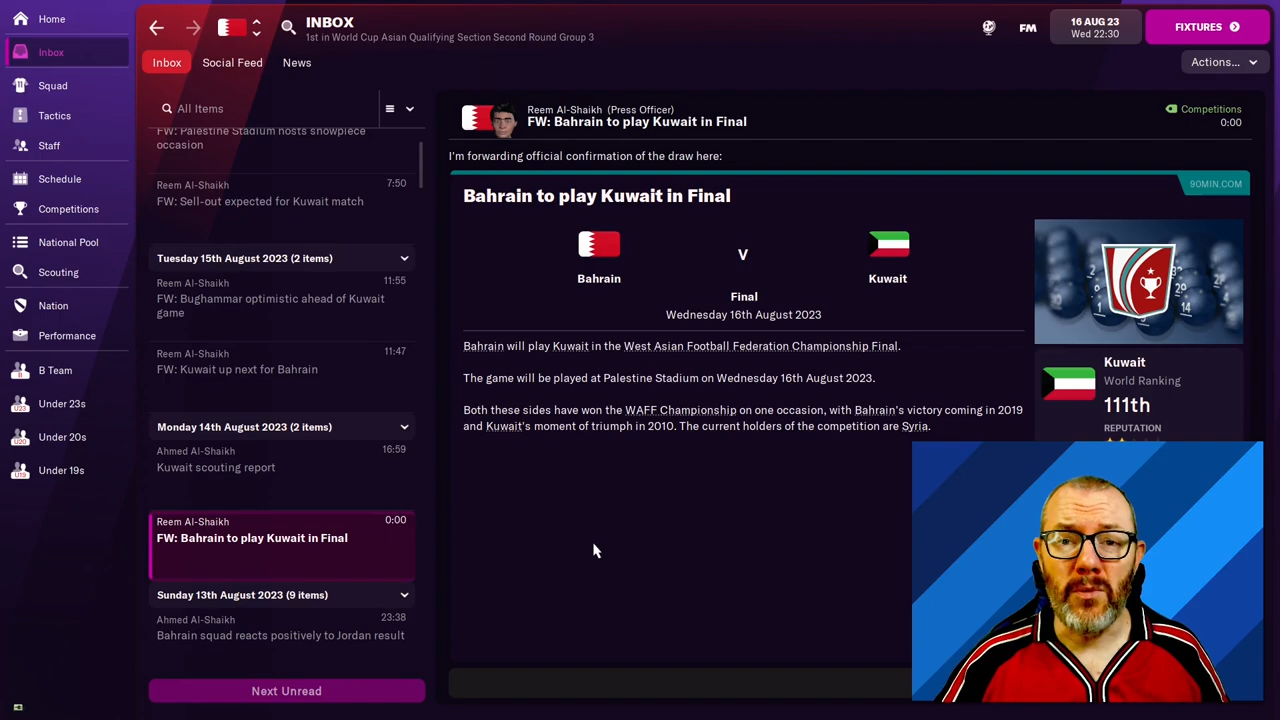 Home
Inbox
Squad
Tactics
Staff
Schedule
Competitions
National Pool
Scouting
Nation
Performance
B Team
Under 23s
Under 20s
Under 19s
INBOX
1st in World Cup Asian Qualifying Section Second Round Group 3
FM
16 AUG 23
Wed 22:30
FIXTURES
Inbox
Social Feed
News
Actions...
All Items
FW: Palestine Stadium hosts showpiece
occasion
Reem Al-Shaikh 7:50
FW: Sell-out expected for Kuwait match
Tuesday 15th August 2023 (2 items)
Reem Al-Shaikh 11:55
FW: Bughammar optimistic ahead of Kuwait
game
Reem Al-Shaikh 11:47
FW: Kuwait up next for Bahrain
Monday 14th August 2023 (2 items)
Ahmed Al-Shaikh 16:59
Kuwait scouting report
Reem Al-Shaikh 0:00
FW: Bahrain to play Kuwait in Final
Sunday 13th August 2023 (9 items)
Ahmed Al-Shaikh 23:38
Bahrain squad reacts positively to Jordan result
Next Unread
Reem Al-Shaikh (Press Officer)
FW: Bahrain to play Kuwait in Final
Competitions
0:00
I'm forwarding official confirmation of the draw here:
90MIN.COM
Bahrain to play Kuwait in Final
Bahrain
V
Kuwait
Final
Wednesday 16th August 2023
Bahrain will play Kuwait in the West Asian Football Federation Championship Final.
The game will be played at Palestine Stadium on Wednesday 16th August 2023.
Both these sides have won the WAFF Championship on one occasion, with Bahrain's victory coming in 2019
and Kuwait's moment of triumph in 2010. The current holders of the competition are Syria.
Kuwait
World Ranking
111th
REPUTATION